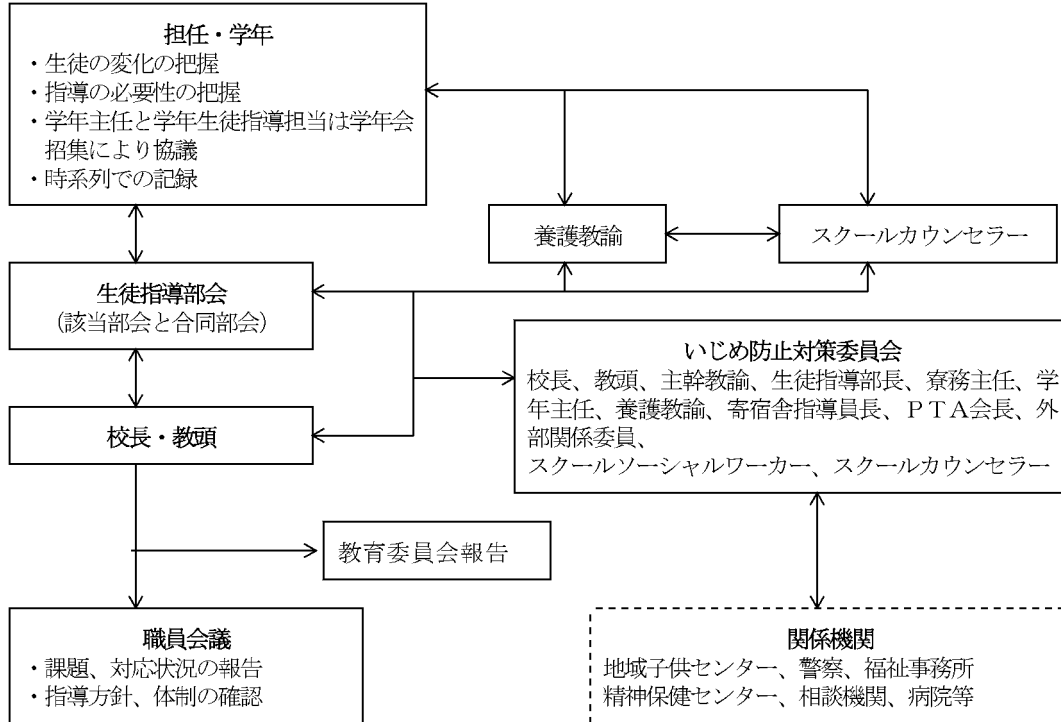 担任・学年
・生徒の変化の把握
・指導の必要性の把握
・学年主任と学年生徒指導担当は学年会
招集により協議
・時系列での記録
養護教諭
スクールカウンセラー
生徒指導部会
(該当部会と合同部会)
いじめ防止対策委員会
校長、教頭、主幹教諭、生徒指導部長、寮務主任、学
年主任、養護教諭、寄宿舎指導員長、PTA会長、外
部関係委員、
スクールソーシャルワーカー、スクールカウンセラー
校長・教頭
教育委員会報告
職員会議
・課題、対応状況の報告
・指導方針、体制の確認
関係機関
地域子供センター、警察、福祉事務所
精神保健センター、相談機関、病院等